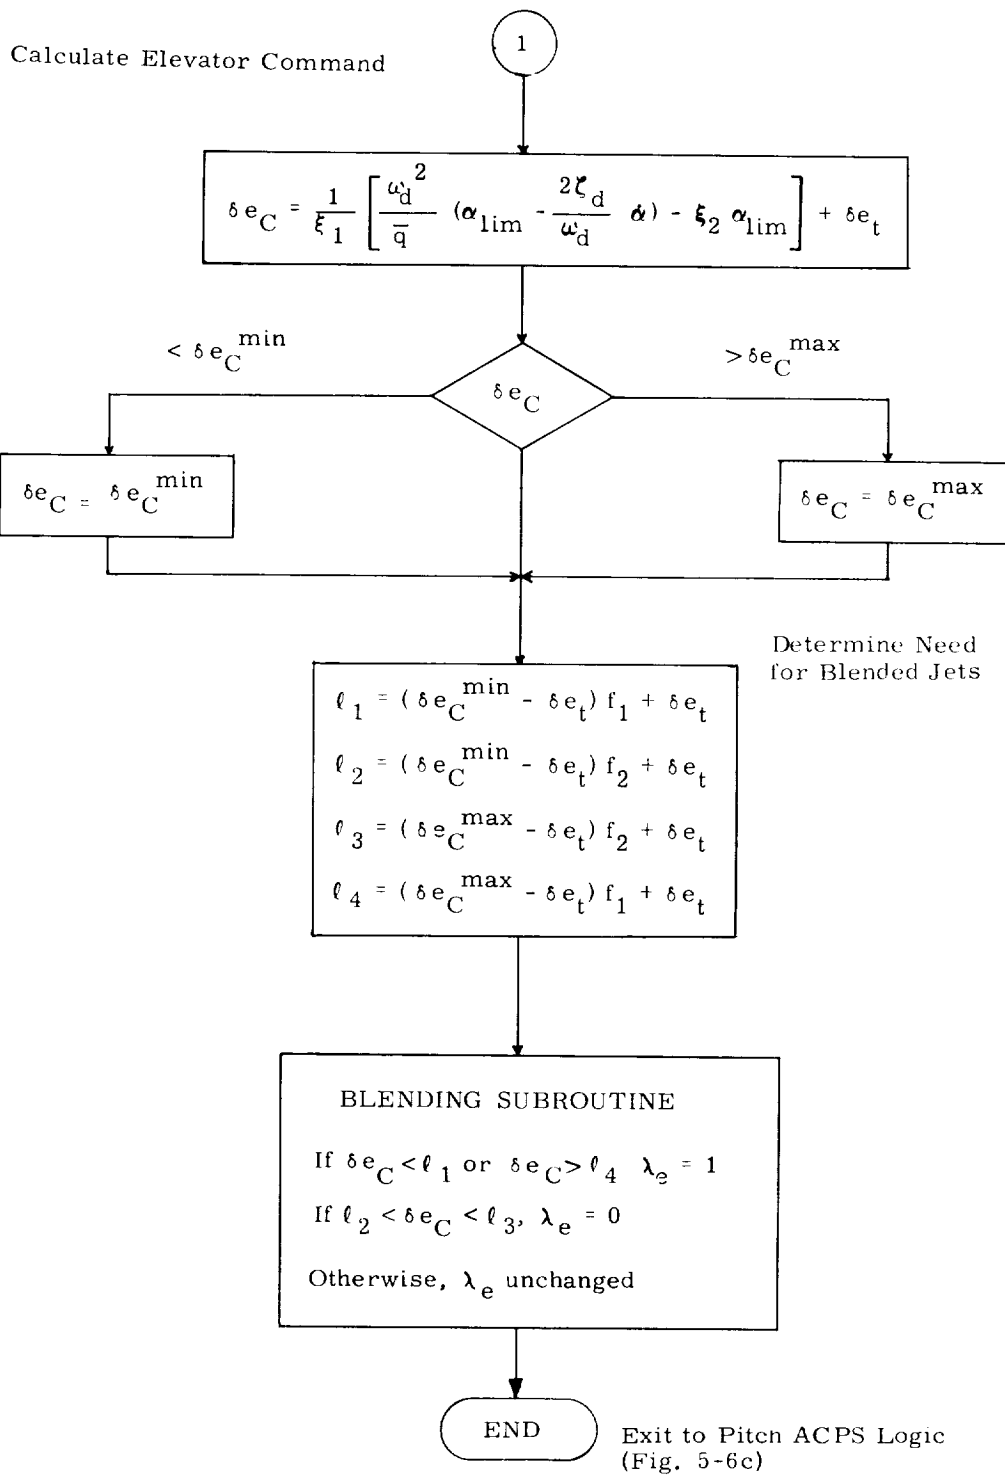 1
Calculate Elevator Command
δe_C = 1/ξ_1 [ω_d^2/q̅ (α_lim - 2ζ_d/ω_d α̇) - ξ_2 α_lim] + δe_t
< δe_C^min
> δe_C^max
δe_C
δe_C = δe_C^min
δe_C = δe_C^max
Determine Need
for Blended Jets
ℓ_1 = (δe_C^min - δe_t) f_1 + δe_t
ℓ_2 = (δe_C^min - δe_t) f_2 + δe_t
ℓ_3 = (δe_C^max - δe_t) f_2 + δe_t
ℓ_4 = (δe_C^max - δe_t) f_1 + δe_t
BLENDING SUBROUTINE
If δe_C < ℓ_1 or δe_C > ℓ_4 λ_e = 1
If ℓ_2 < δe_C < ℓ_3, λ_e = 0
Otherwise, λ_e unchanged
END
Exit to Pitch ACPS Logic
(Fig. 5-6c)